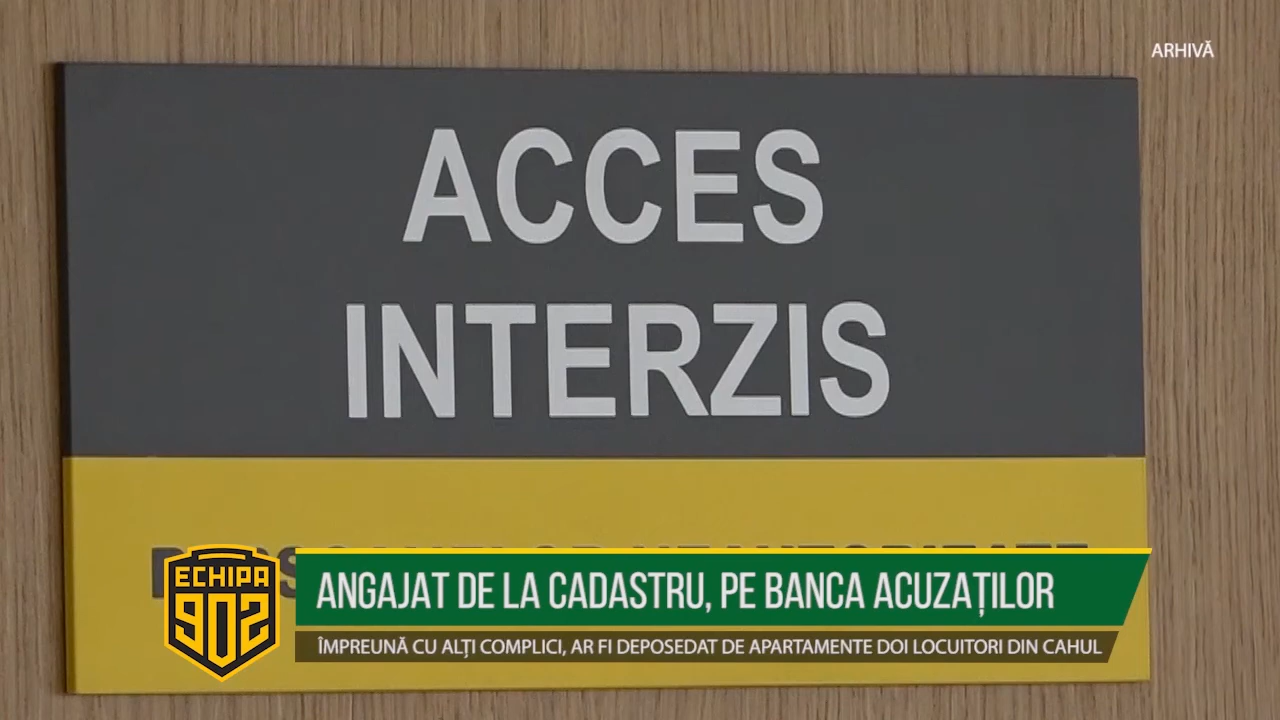 ARHIVĂ
ACCES
INTERZIS
ECHIPA
902
ANGAJAT DE LA CADASTRU, PE BANCA ACUZAȚILOR
ÎMPREUNĂ CU ALȚI COMPLICI, AR FI DEPOSEDAT DE APARTAMENTE DOI LOCUITORI DIN CAHUL